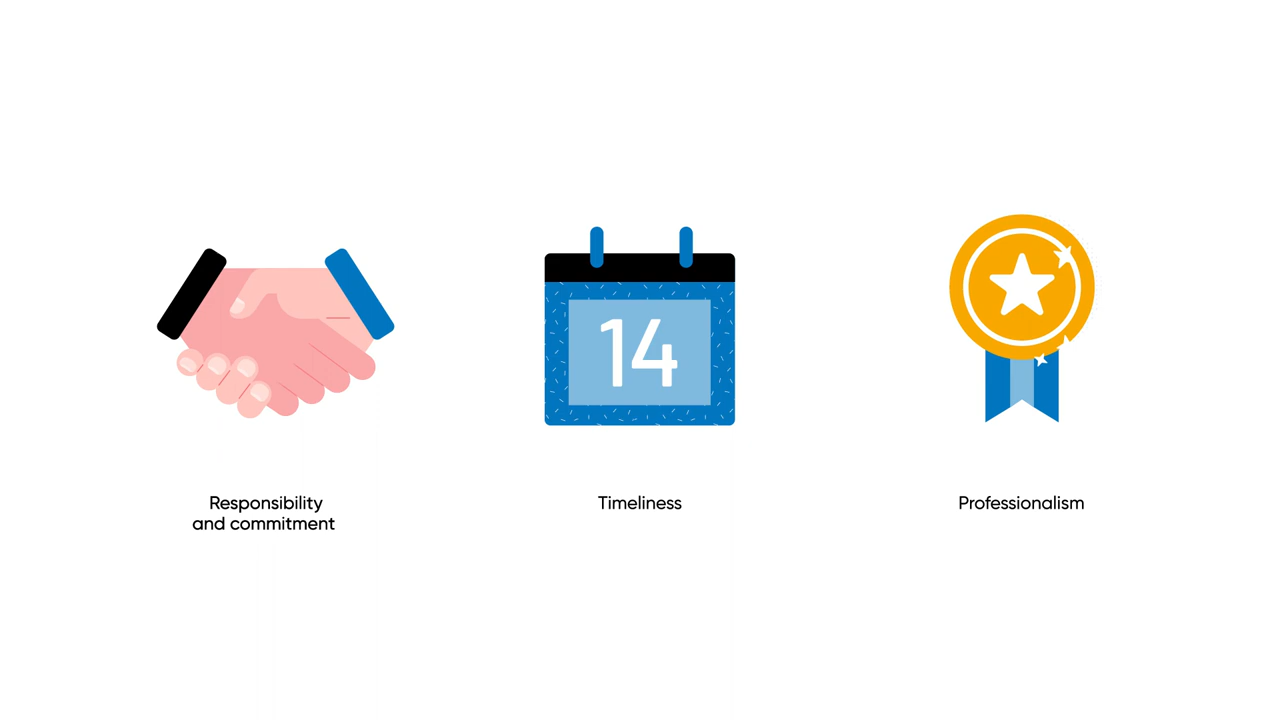 14
Responsibility
and commitment
Timeliness
Professionalism